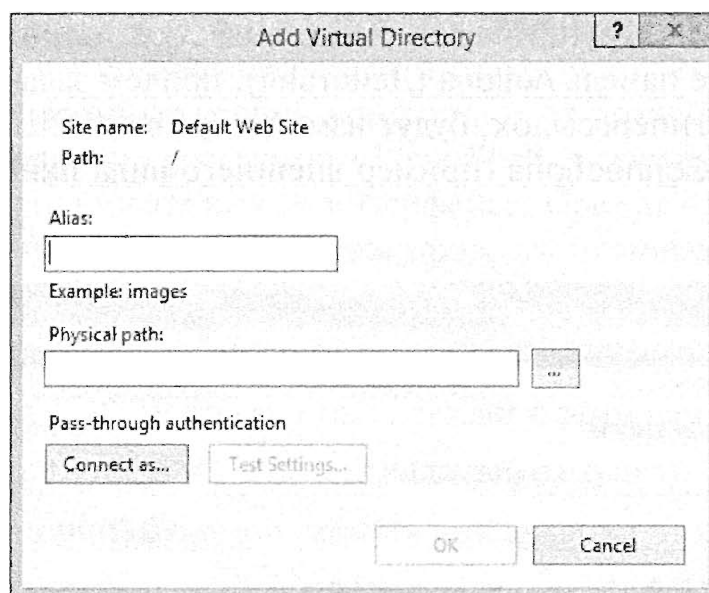 Add Virtual Directory
?
×
Site name: Default Web Site
Path: /
Alias:
Example: images
Physical path:
...
Pass-through authentication
Connect as...
Test Settings...
OK
Cancel